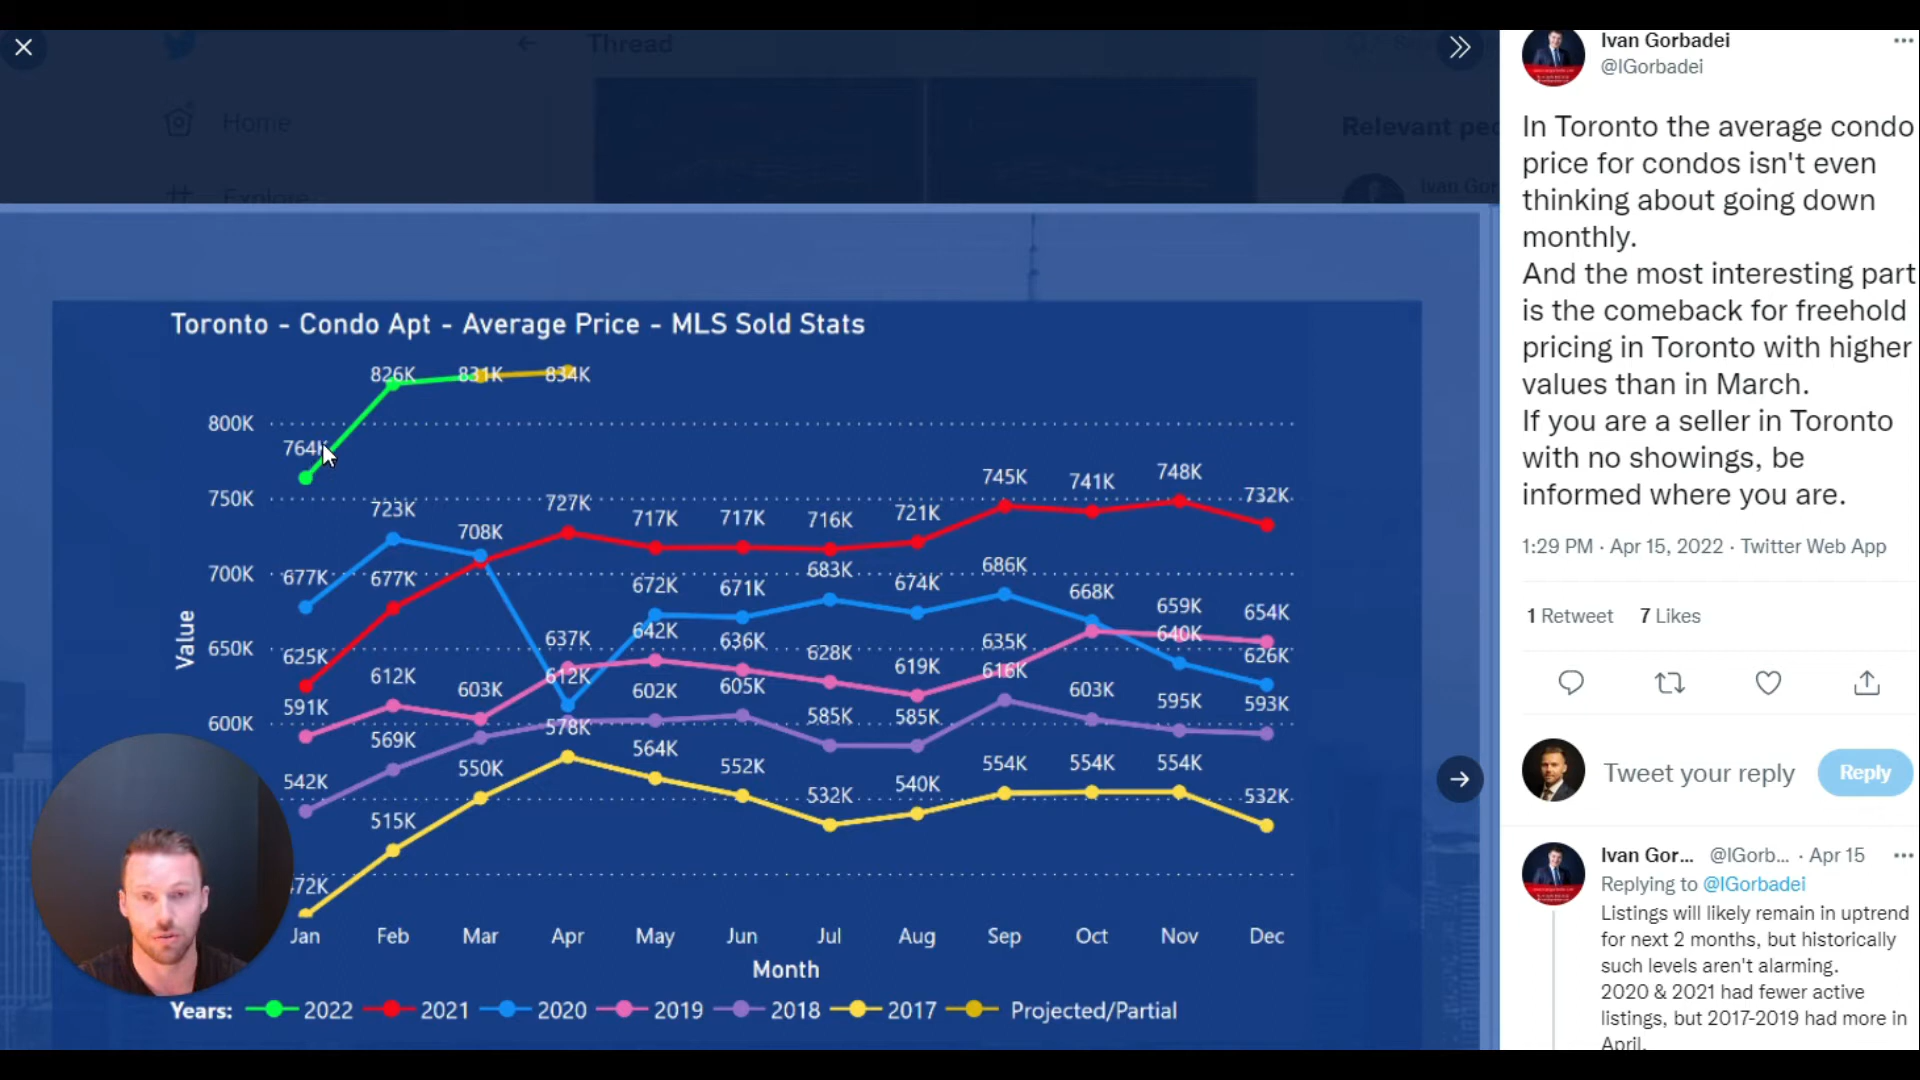 Thread
Home
Explore
Relevant
Ivan Gor
Toronto - Condo Apt - Average Price - MLS Sold Stats
826K 831K 834K
800K
764K
750K
745K 741K 748K 732K
723K 708K 727K 717K 717K 716K 721K
700K
677K 677K 672K 671K 683K 674K 686K 668K
659K 654K
650K
625K 637K 642K 636K 628K 619K 635K 640K 626K
612K 603K 612K 602K 605K 616K 603K 595K 593K
591K
600K
569K 578K 564K 585K 585K
542K 550K 552K 532K 540K 554K 554K 554K 532K
515K
72K
Value
Jan Feb Mar Apr May Jun Jul Aug Sep Oct Nov Dec
Month
Years: 2022 2021 2020 2019 2018 2017 Projected/Partial
Ivan Gorbadei
@IGorbadei
In Toronto the average condo
price for condos isn't even
thinking about going down
monthly.
And the most interesting part
is the comeback for freehold
pricing in Toronto with higher
values than in March.
If you are a seller in Toronto
with no showings, be
informed where you are.
1:29 PM · Apr 15, 2022 · Twitter Web App
1 Retweet 7 Likes
Tweet your reply
Reply
Ivan Gor... @IGorb... · Apr 15
Replying to @IGorbadei
Listings will likely remain in uptrend
for next 2 months, but historically
such levels aren't alarming.
2020 & 2021 had fewer active
listings, but 2017-2019 had more in
April.